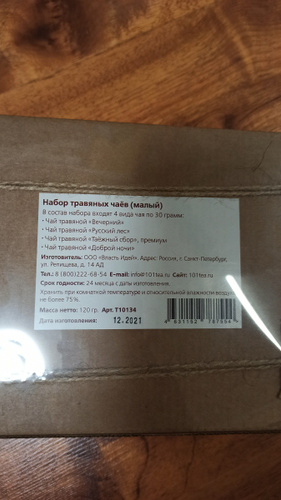 Набор травяных чаёв (малый)
В состав набора входят 4 вида чая по 30 грамм:
• Чай травяной «Вечерний»
• Чай травяной «Русский лес»
• Чай травяной «Таёжный сбор», премиум
• Чай травяной «Доброй ночи»
Изготовитель: ООО «Власть Идей». Адрес: Россия, г. Санкт-Петербург,
ул. Репищева, д. 14 АД
Тел.: 8 (800)222-68-54 E-mail: info@101tea.ru Сайт: 101tea.ru
Срок годности: 24 месяца с даты изготовления.
Хранить при комнатной температуре и относительной влажности воздуха
не более 75%.
Масса нетто: 120 гр. Арт.Т10134
Дата изготовления: 12.2021